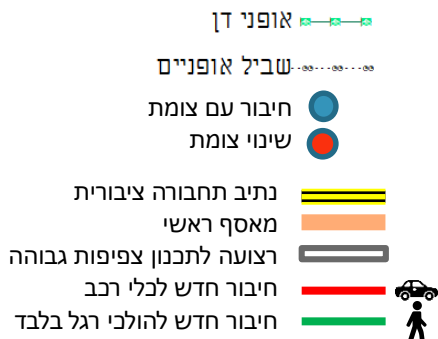 אופני דן
שביל אופניים
חיבור עם צומת
שינוי צומת
נתיב תחבורה ציבורית
מאסף ראשי
רצועה לתכנון צפיפות גבוהה
חיבור חדש לכלי רכב
חיבור חדש להולכי רגל בלבד